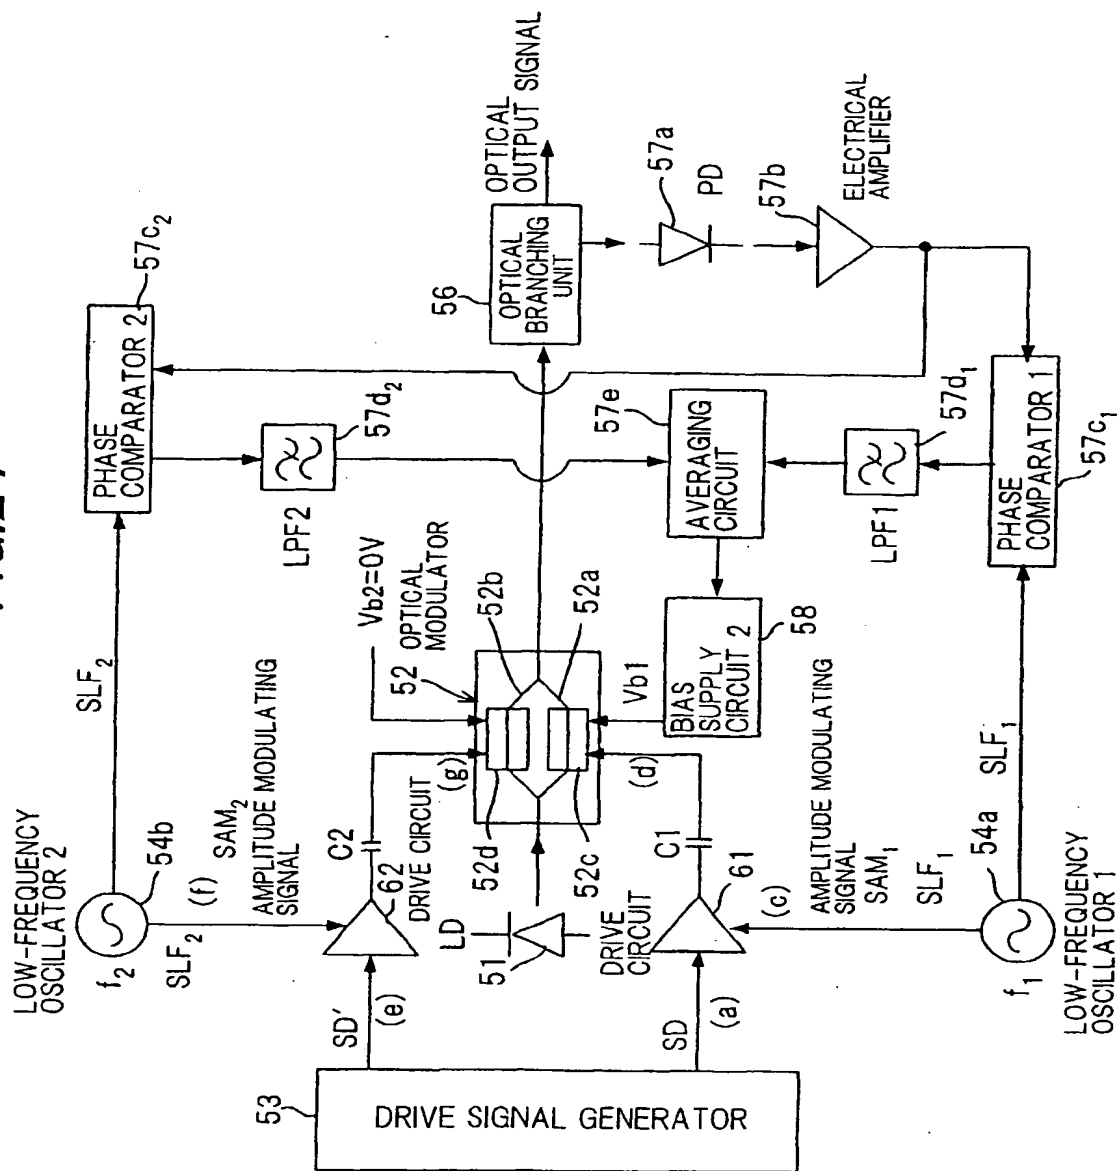 LOW-FREQUENCY
OSCILLATOR 2
f2
54b
SLF2
SLF2
(f)
SAM2
AMPLITUDE MODULATING
SIGNAL
PHASE
COMPARATOR 2
57c2
57d2
LPF2
Vb2=0V
52
OPTICAL
MODULATOR
52b
52a
52d
52c
(g)
(d)
C2
62
DRIVE CIRCUIT
SD'
(e)
LD
51
DRIVE
CIRCUIT
53
DRIVE SIGNAL GENERATOR
SD
(a)
61
C1
(c)
AMPLITUDE MODULATING
SIGNAL
SAM1
SLF1
54a
f1
LOW-FREQUENCY
OSCILLATOR 1
SLF1
Vb1
BIAS
SUPPLY
CIRCUIT 2
58
57e
AVERAGING
CIRCUIT
57d1
LPF1
PHASE
COMPARATOR 1
57c1
56
OPTICAL
BRANCHING
UNIT
OPTICAL
OUTPUT SIGNAL
57a
PD
57b
ELECTRICAL
AMPLIFIER